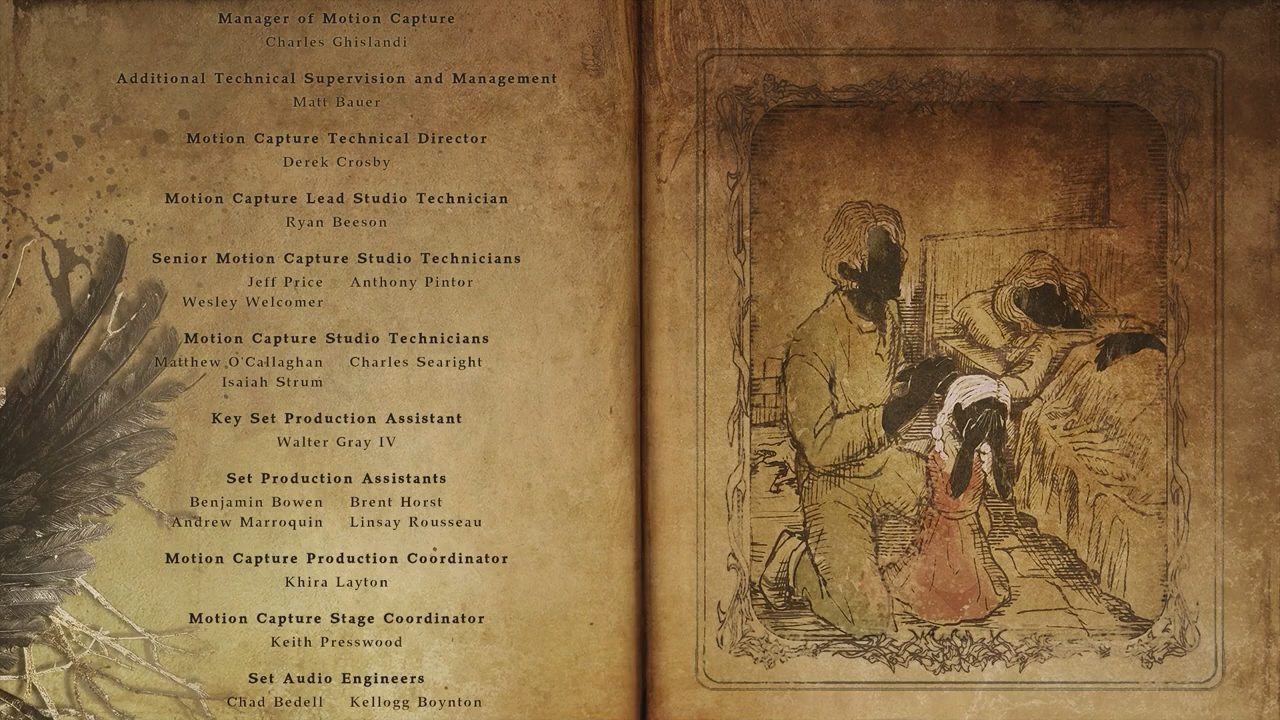 Manager of Motion Capture
Charles Ghislandi
Additional Technical Supervision and Management
Matt Bauer
Motion Capture Technical Director
Derek Crosby
Motion Capture Lead Studio Technician
Ryan Beeson
Senior Motion Capture Studio Technicians
Jeff Price Anthony Pintor
Wesley Welcomer
Motion Capture Studio Technicians
Matthew O'Callaghan Charles Searight
Isaiah Strum
Key Set Production Assistant
Walter Gray IV
Set Production Assistants
Benjamin Bowen Brent Horst
Andrew Marroquin Linsay Rousseau
Motion Capture Production Coordinator
Khira Layton
Motion Capture Stage Coordinator
Keith Presswood
Set Audio Engineers
Chad Bedell Kellogg Boynton